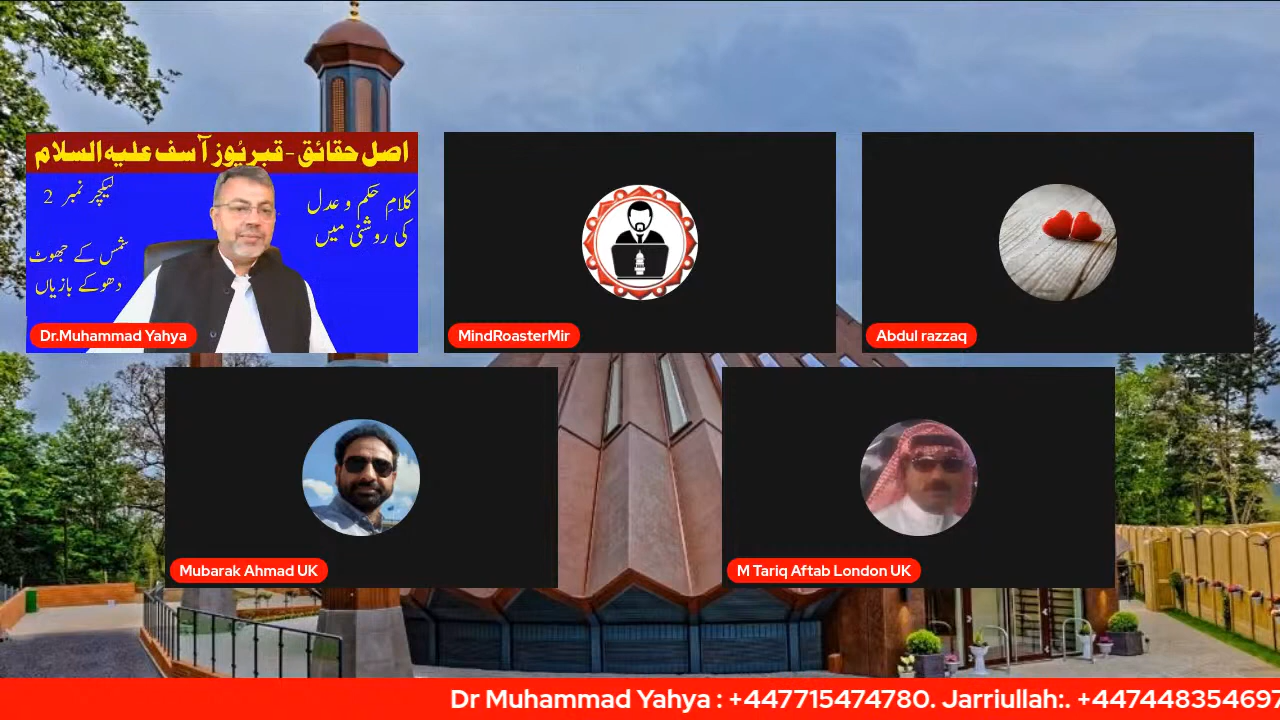 اصل حقائق - قبر یُوز آسف علیہ السلام
لیکچر نمبر 2
کلامِ حکم و عدل
کی روشنی میں
شمس کے جھوٹ
دھوکے بازیاں
Dr.Muhammad Yahya
MindRoasterMir
Abdul razzaq
Mubarak Ahmad UK
M Tariq Aftab London UK
Dr Muhammad Yahya : +447715474780. Jarriullah:. +447448354697